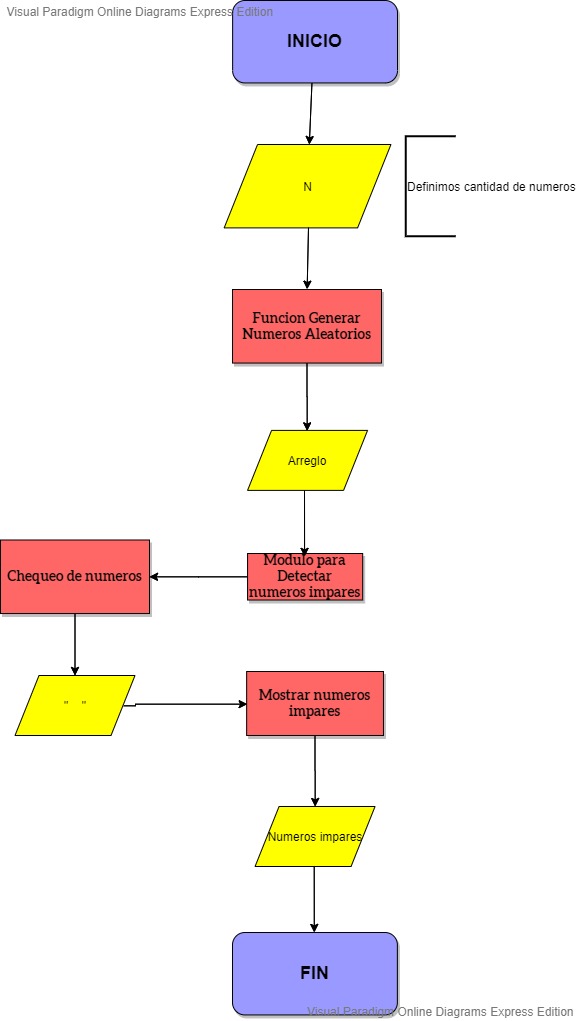 Visual Paradigm Online Diagrams Express Edition
INICIO
N
Definimos cantidad de numeros
Funcion Generar
Numeros Aleatorios
Arreglo
Modulo para
Detectar
numeros impares
Chequeo de numeros
" "
Mostrar numeros
impares
Numeros impares
FIN
Visual Paradigm Online Diagrams Express Edition